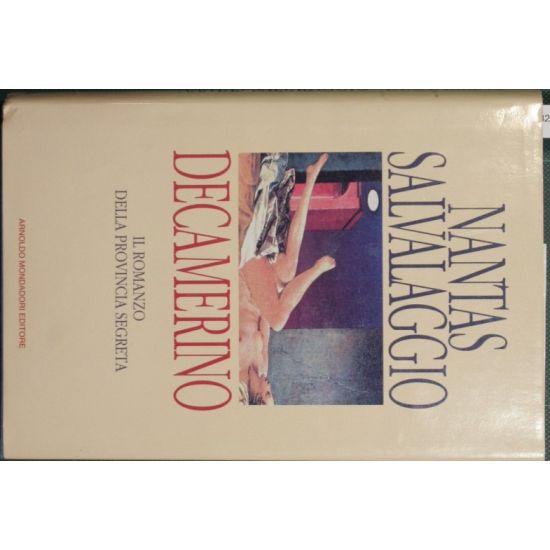 NANTAS
SALVALAGGIO
DECAMERINO
IL ROMANZO
DELLA PROVINCIA SEGRETA
ARNOLDO MONDADORI EDITORE